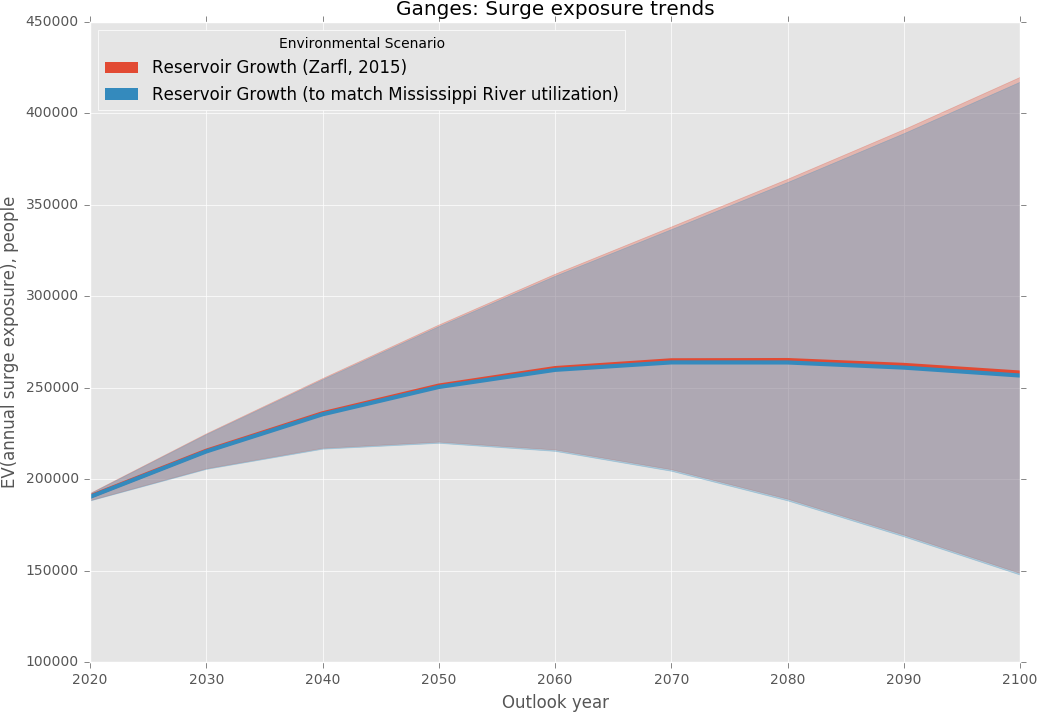 Ganges: Surge exposure trends
Environmental Scenario
Reservoir Growth (Zarfl, 2015)
Reservoir Growth (to match Mississippi River utilization)
EV(annual surge exposure), people
450000
400000
350000
300000
250000
200000
150000
100000
2020 2030 2040 2050 2060 2070 2080 2090 2100
Outlook year